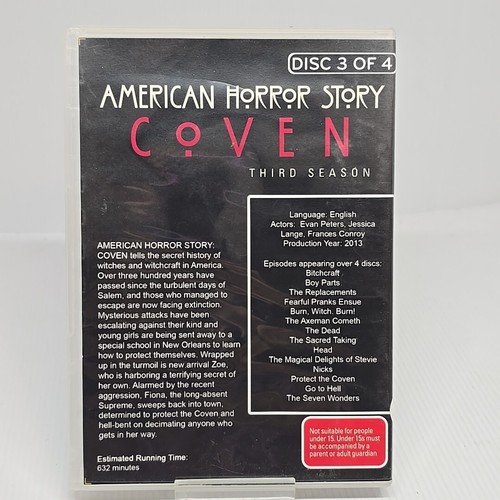 DISC 3 OF 4
AMERICAN HORROR STORY
COVEN
THIRD SEASON
AMERICAN HORROR STORY:
COVEN tells the secret history of
witches and witchcraft in America.
Over three hundred years have
passed since the turbulent days of
Salem, and those who managed to
escape are now facing extinction.
Mysterious attacks have been
escalating against their kind and
young girls are being sent away to a
special school in New Orleans to learn
how to protect themselves. Wrapped
up in the turmoil is new arrival Zoe,
who is harboring a terrifying secret of
her own. Alarmed by the recent
aggression, Fiona, the long-absent
Supreme, sweeps back into town,
determined to protect the Coven and
hell-bent on decimating anyone who
gets in her way.
Estimated Running Time:
632 minutes
Language: English
Actors: Evan Peters, Jessica
Lange, Frances Conroy
Production Year: 2013
Episodes appearing over 4 discs:
Bitchcraft
Boy Parts
The Replacements
Fearful Pranks Ensue
Burn, Witch. Burn!
The Axeman Cometh
The Dead
The Sacred Taking
Head
The Magical Delights of Stevie
Nicks
Protect the Coven
Go to Hell
The Seven Wonders
Not suitable for people
under 15. Under 15s must
be accompanied by a
parent or adult guardian